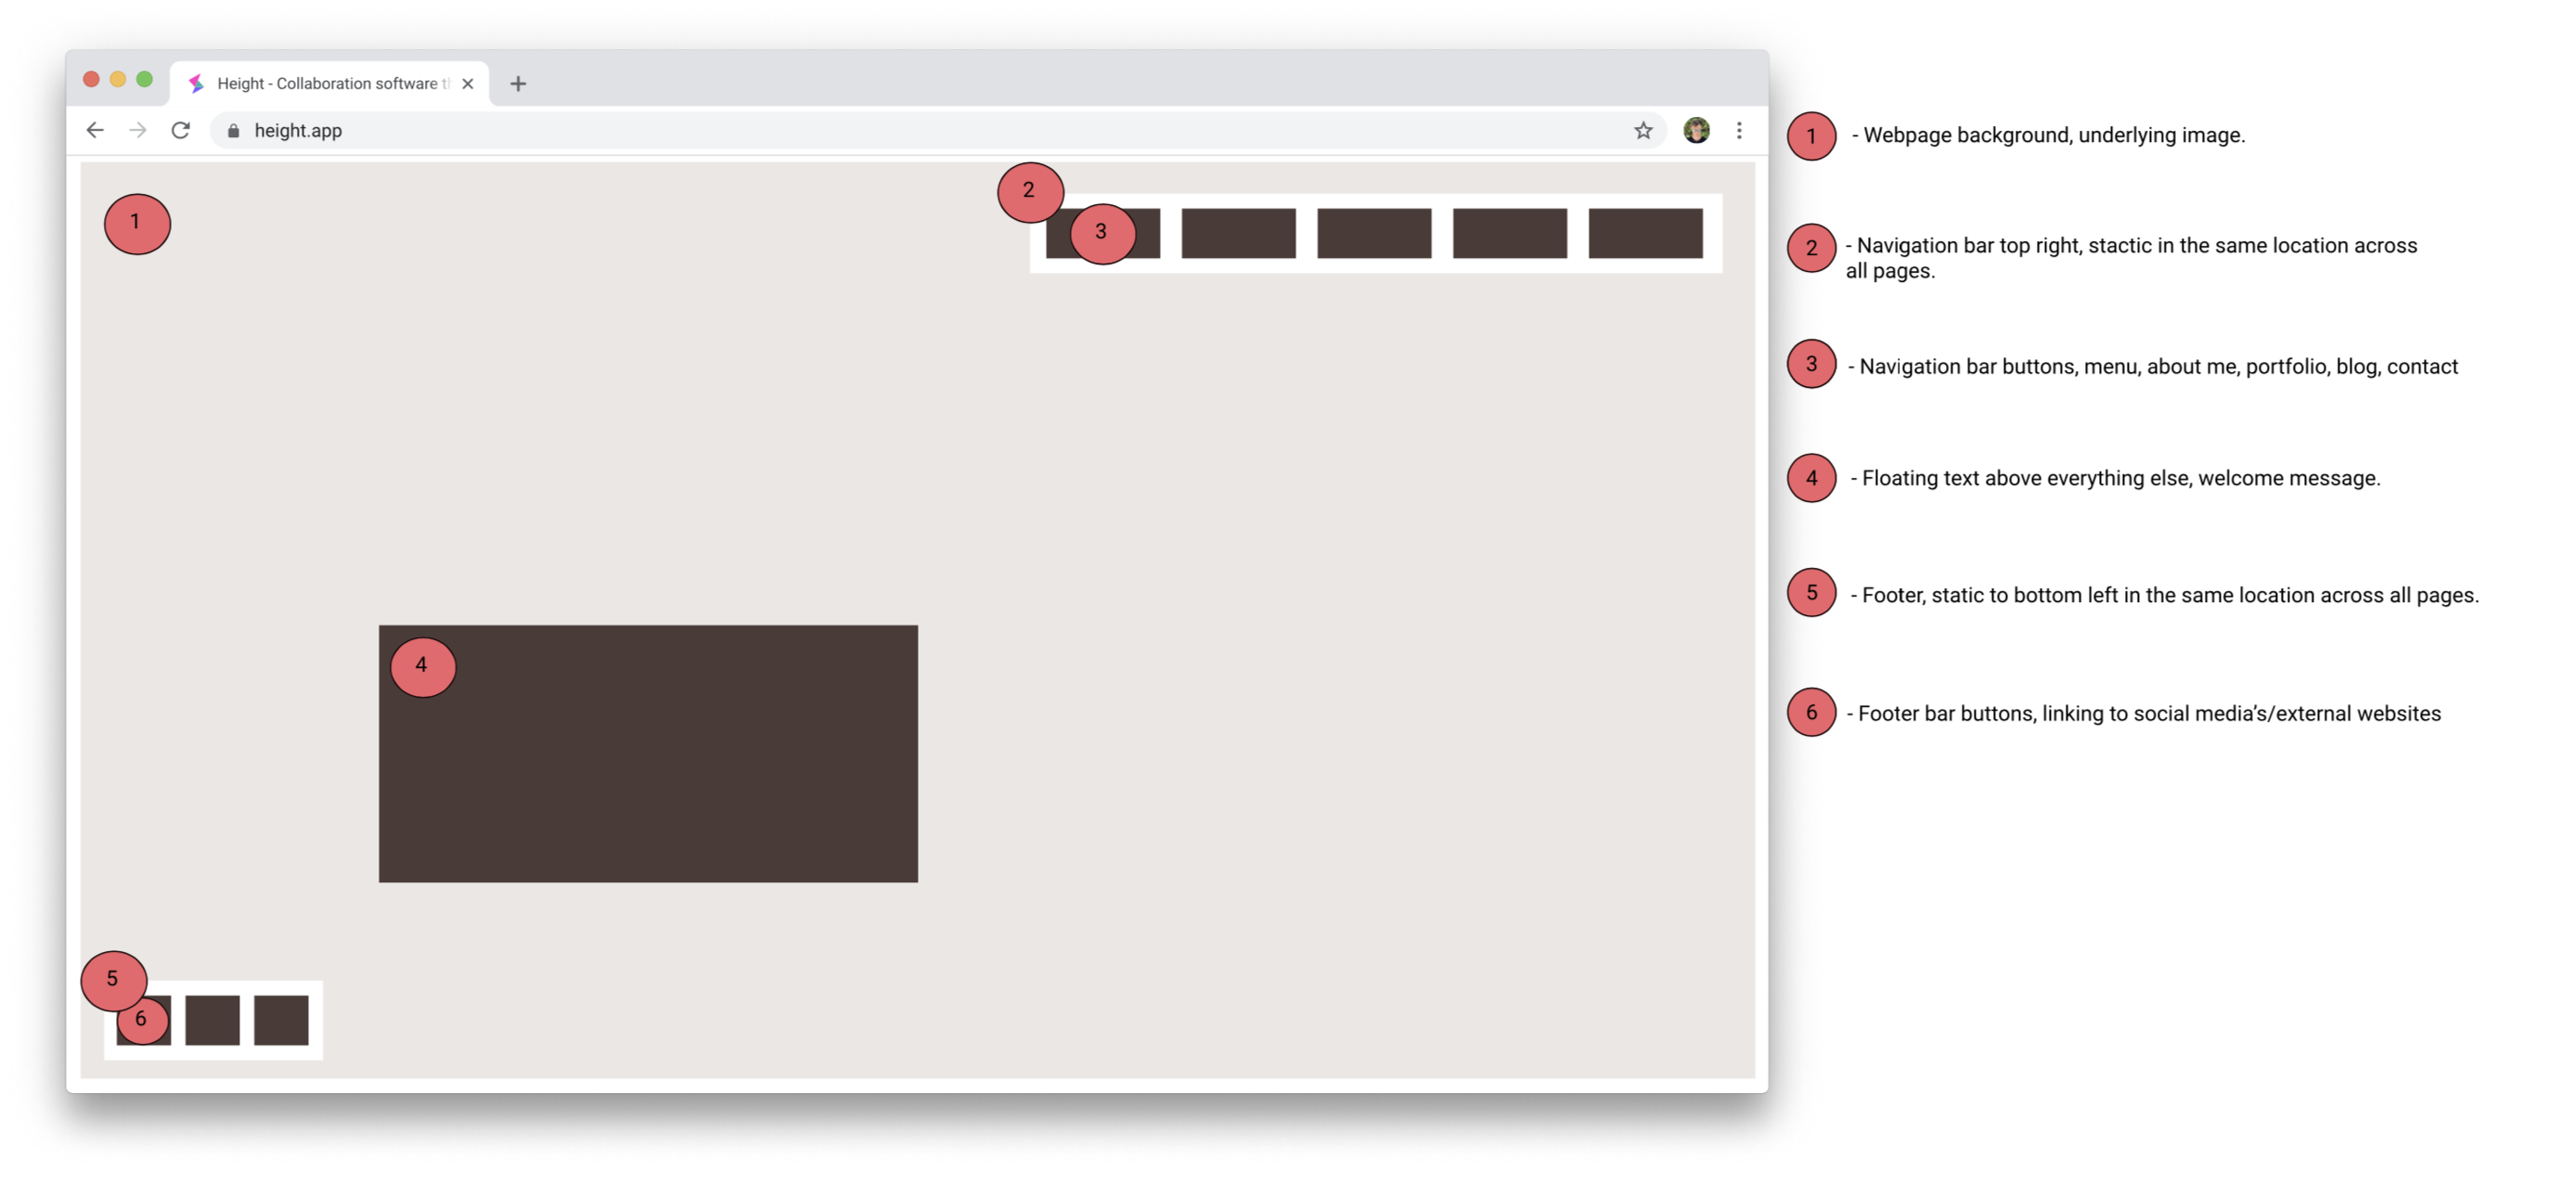 Height - Collaboration software
height.app
1
2
3
4
5
6
1 - Webpage background, underlying image.
2 - Navigation bar top right, stactic in the same location across
all pages.
3 - Navigation bar buttons, menu, about me, portfolio, blog, contact
4 - Floating text above everything else, welcome message.
5 - Footer, static to bottom left in the same location across all pages.
6 - Footer bar buttons, linking to social media's/external websites